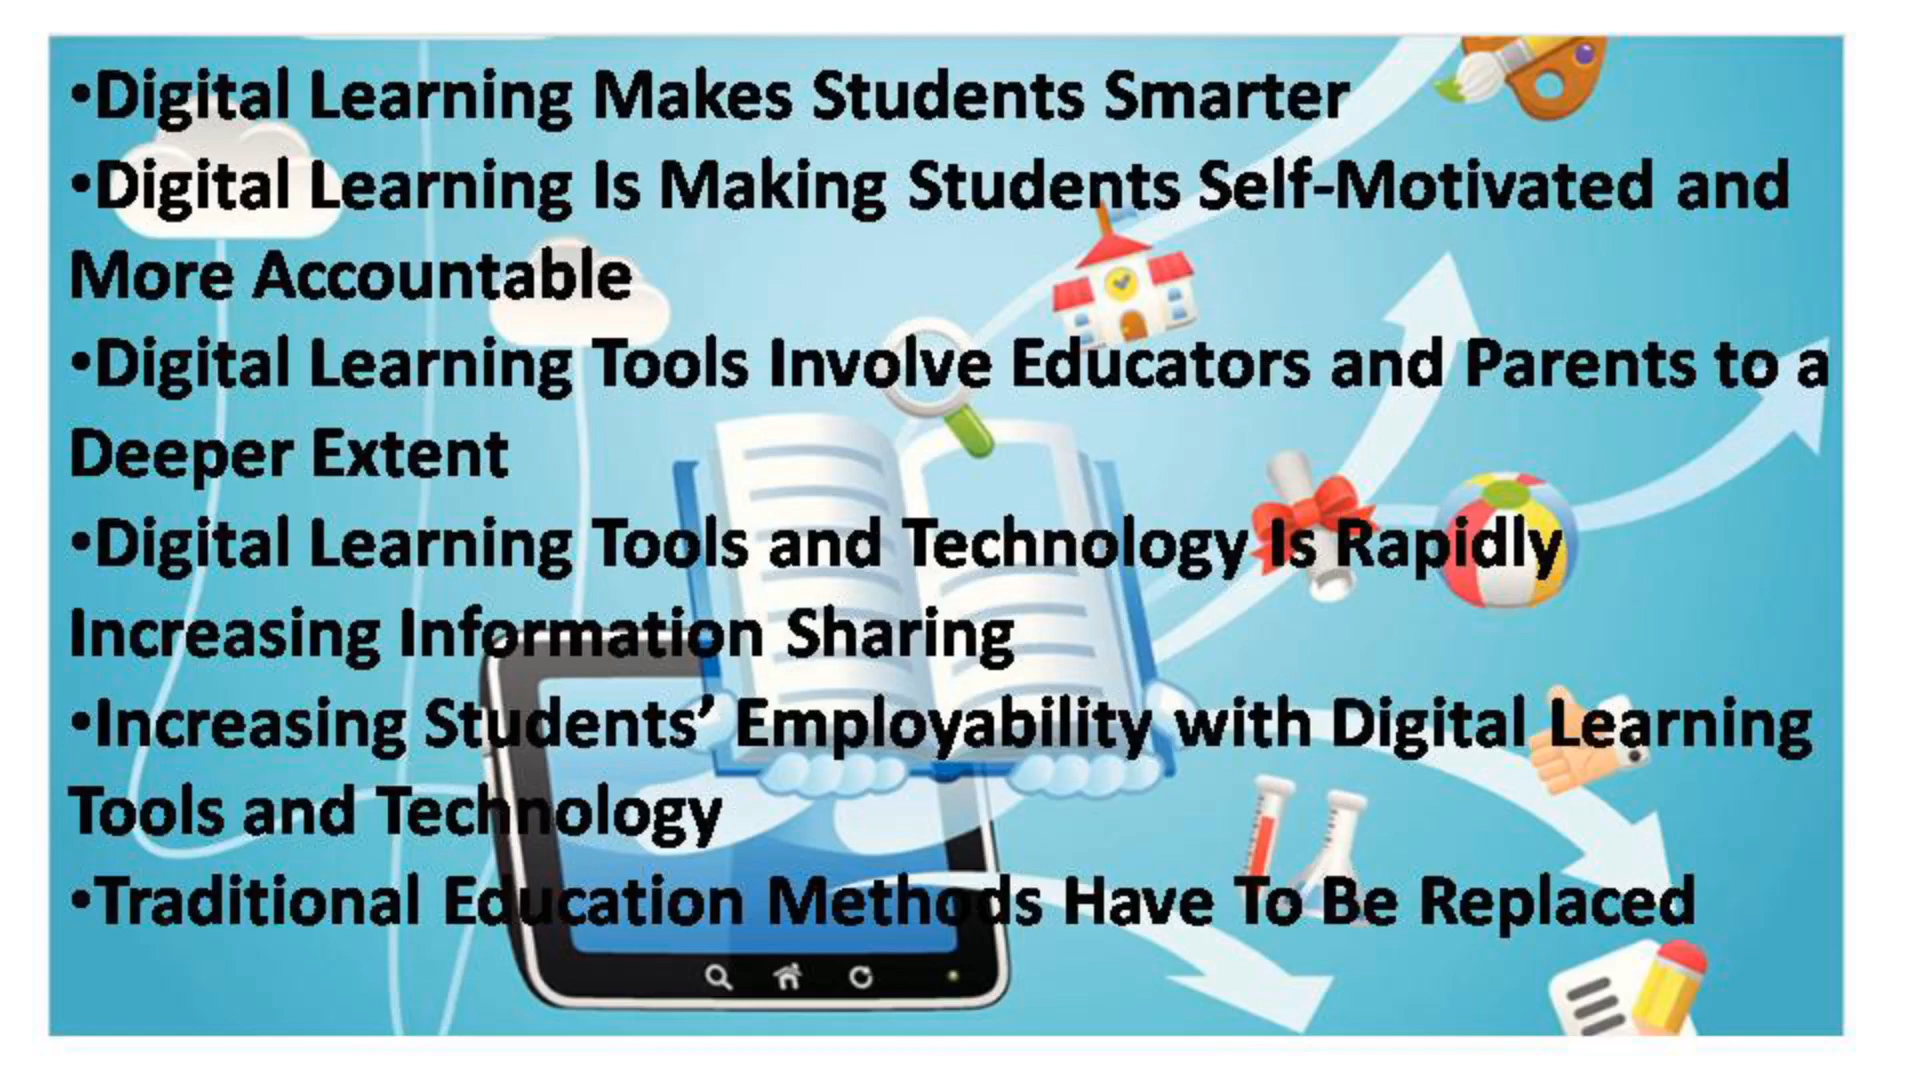 •Digital Learning Makes Students Smarter
•Digital Learning Is Making Students Self-Motivated and
More Accountable
•Digital Learning Tools Involve Educators and Parents to a
Deeper Extent
•Digital Learning Tools and Technology Is Rapidly
Increasing Information Sharing
•Increasing Students’ Employability with Digital Learning
Tools and Technology
•Traditional Education Methods Have To Be Replaced